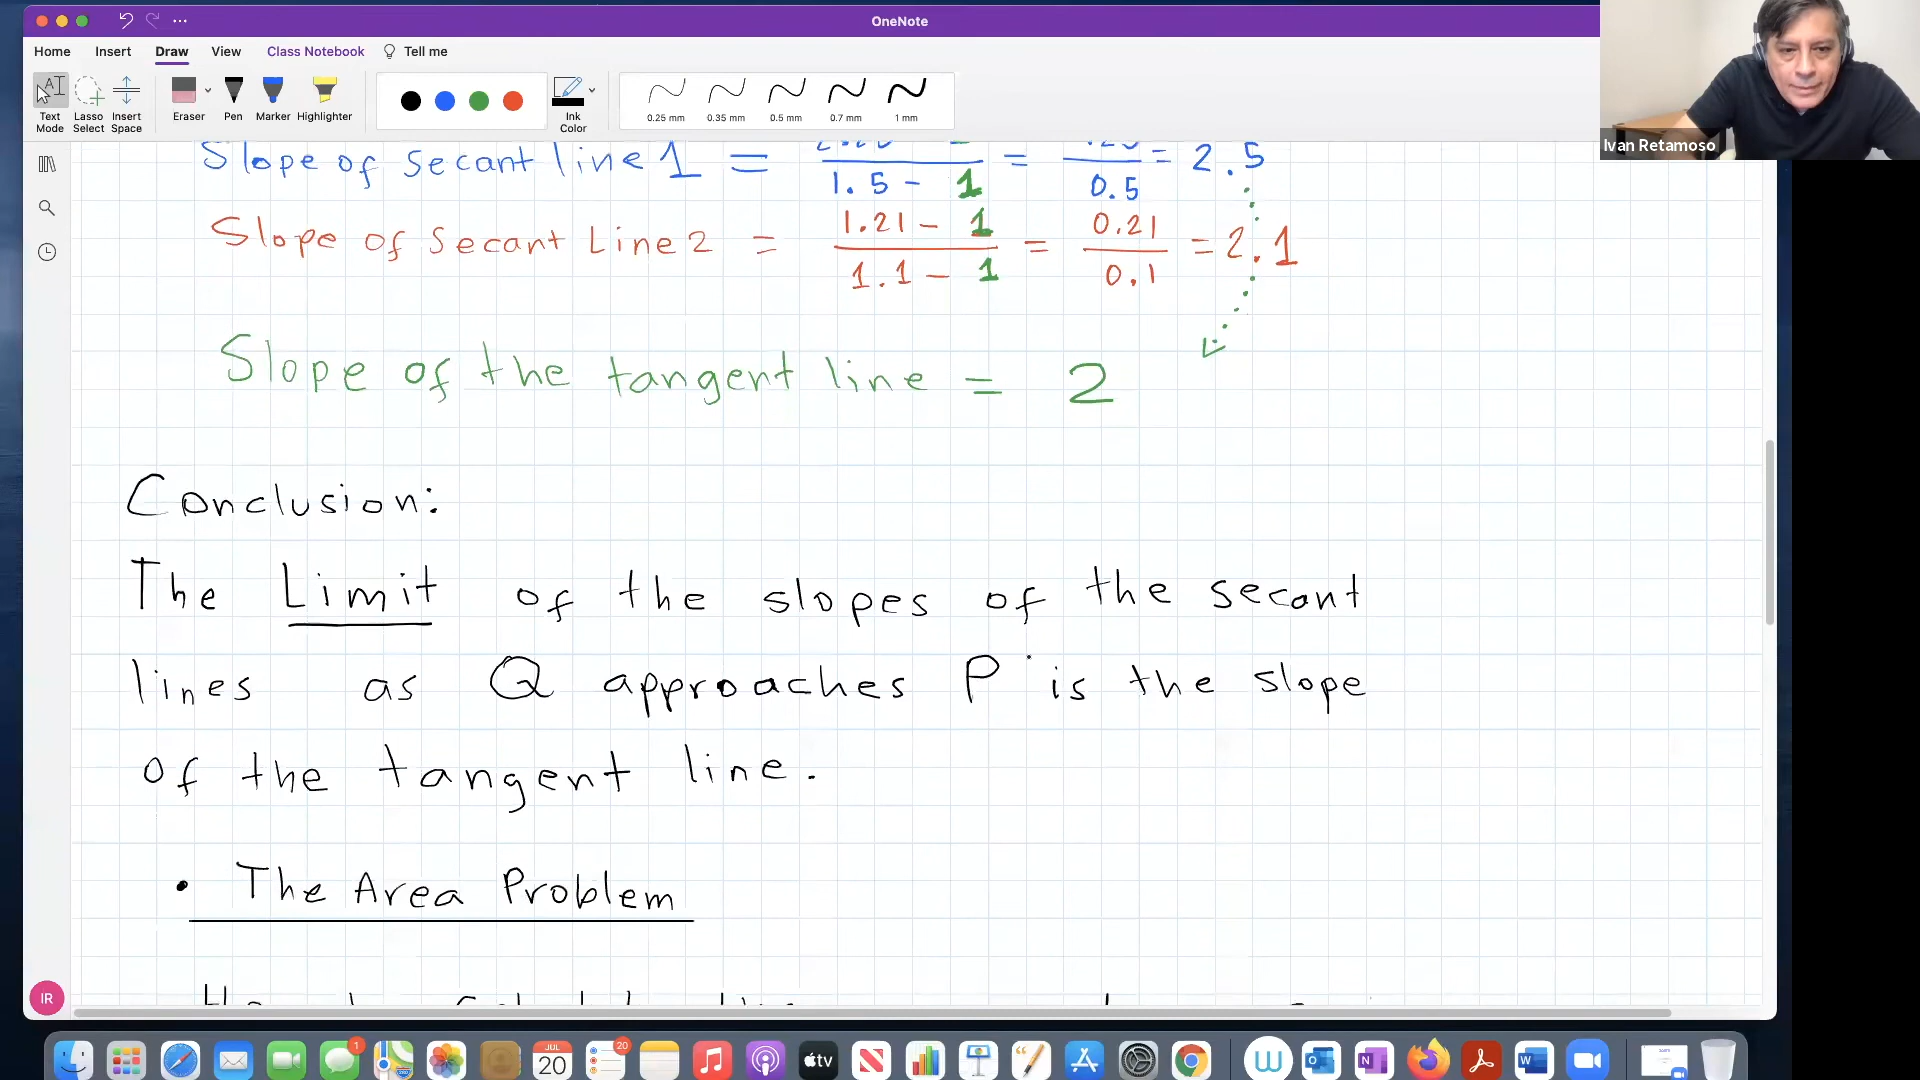 OneNote
Home Insert Draw View Class Notebook Tell me
Text Mode
Lasso Select
Insert Space
Eraser
Pen
Marker
Highlighter
Ink Color
0.25 mm 0.35 mm 0.5 mm 0.7 mm 1 mm
Ivan Retamoso
Slope of Secant line 1 = / 1.5 - 1 = / 0.5 = 2.5
Slope of Secant Line 2 = 1.21 - 1 / 1.1 - 1 = 0.21 / 0.1 = 2.1
Slope of the tangent line = 2
Conclusion:
The Limit of the slopes of the secant
lines as Q approaches P is the slope
of the tangent line.
• The Area Problem
IR
1
JUL
20
20
tv